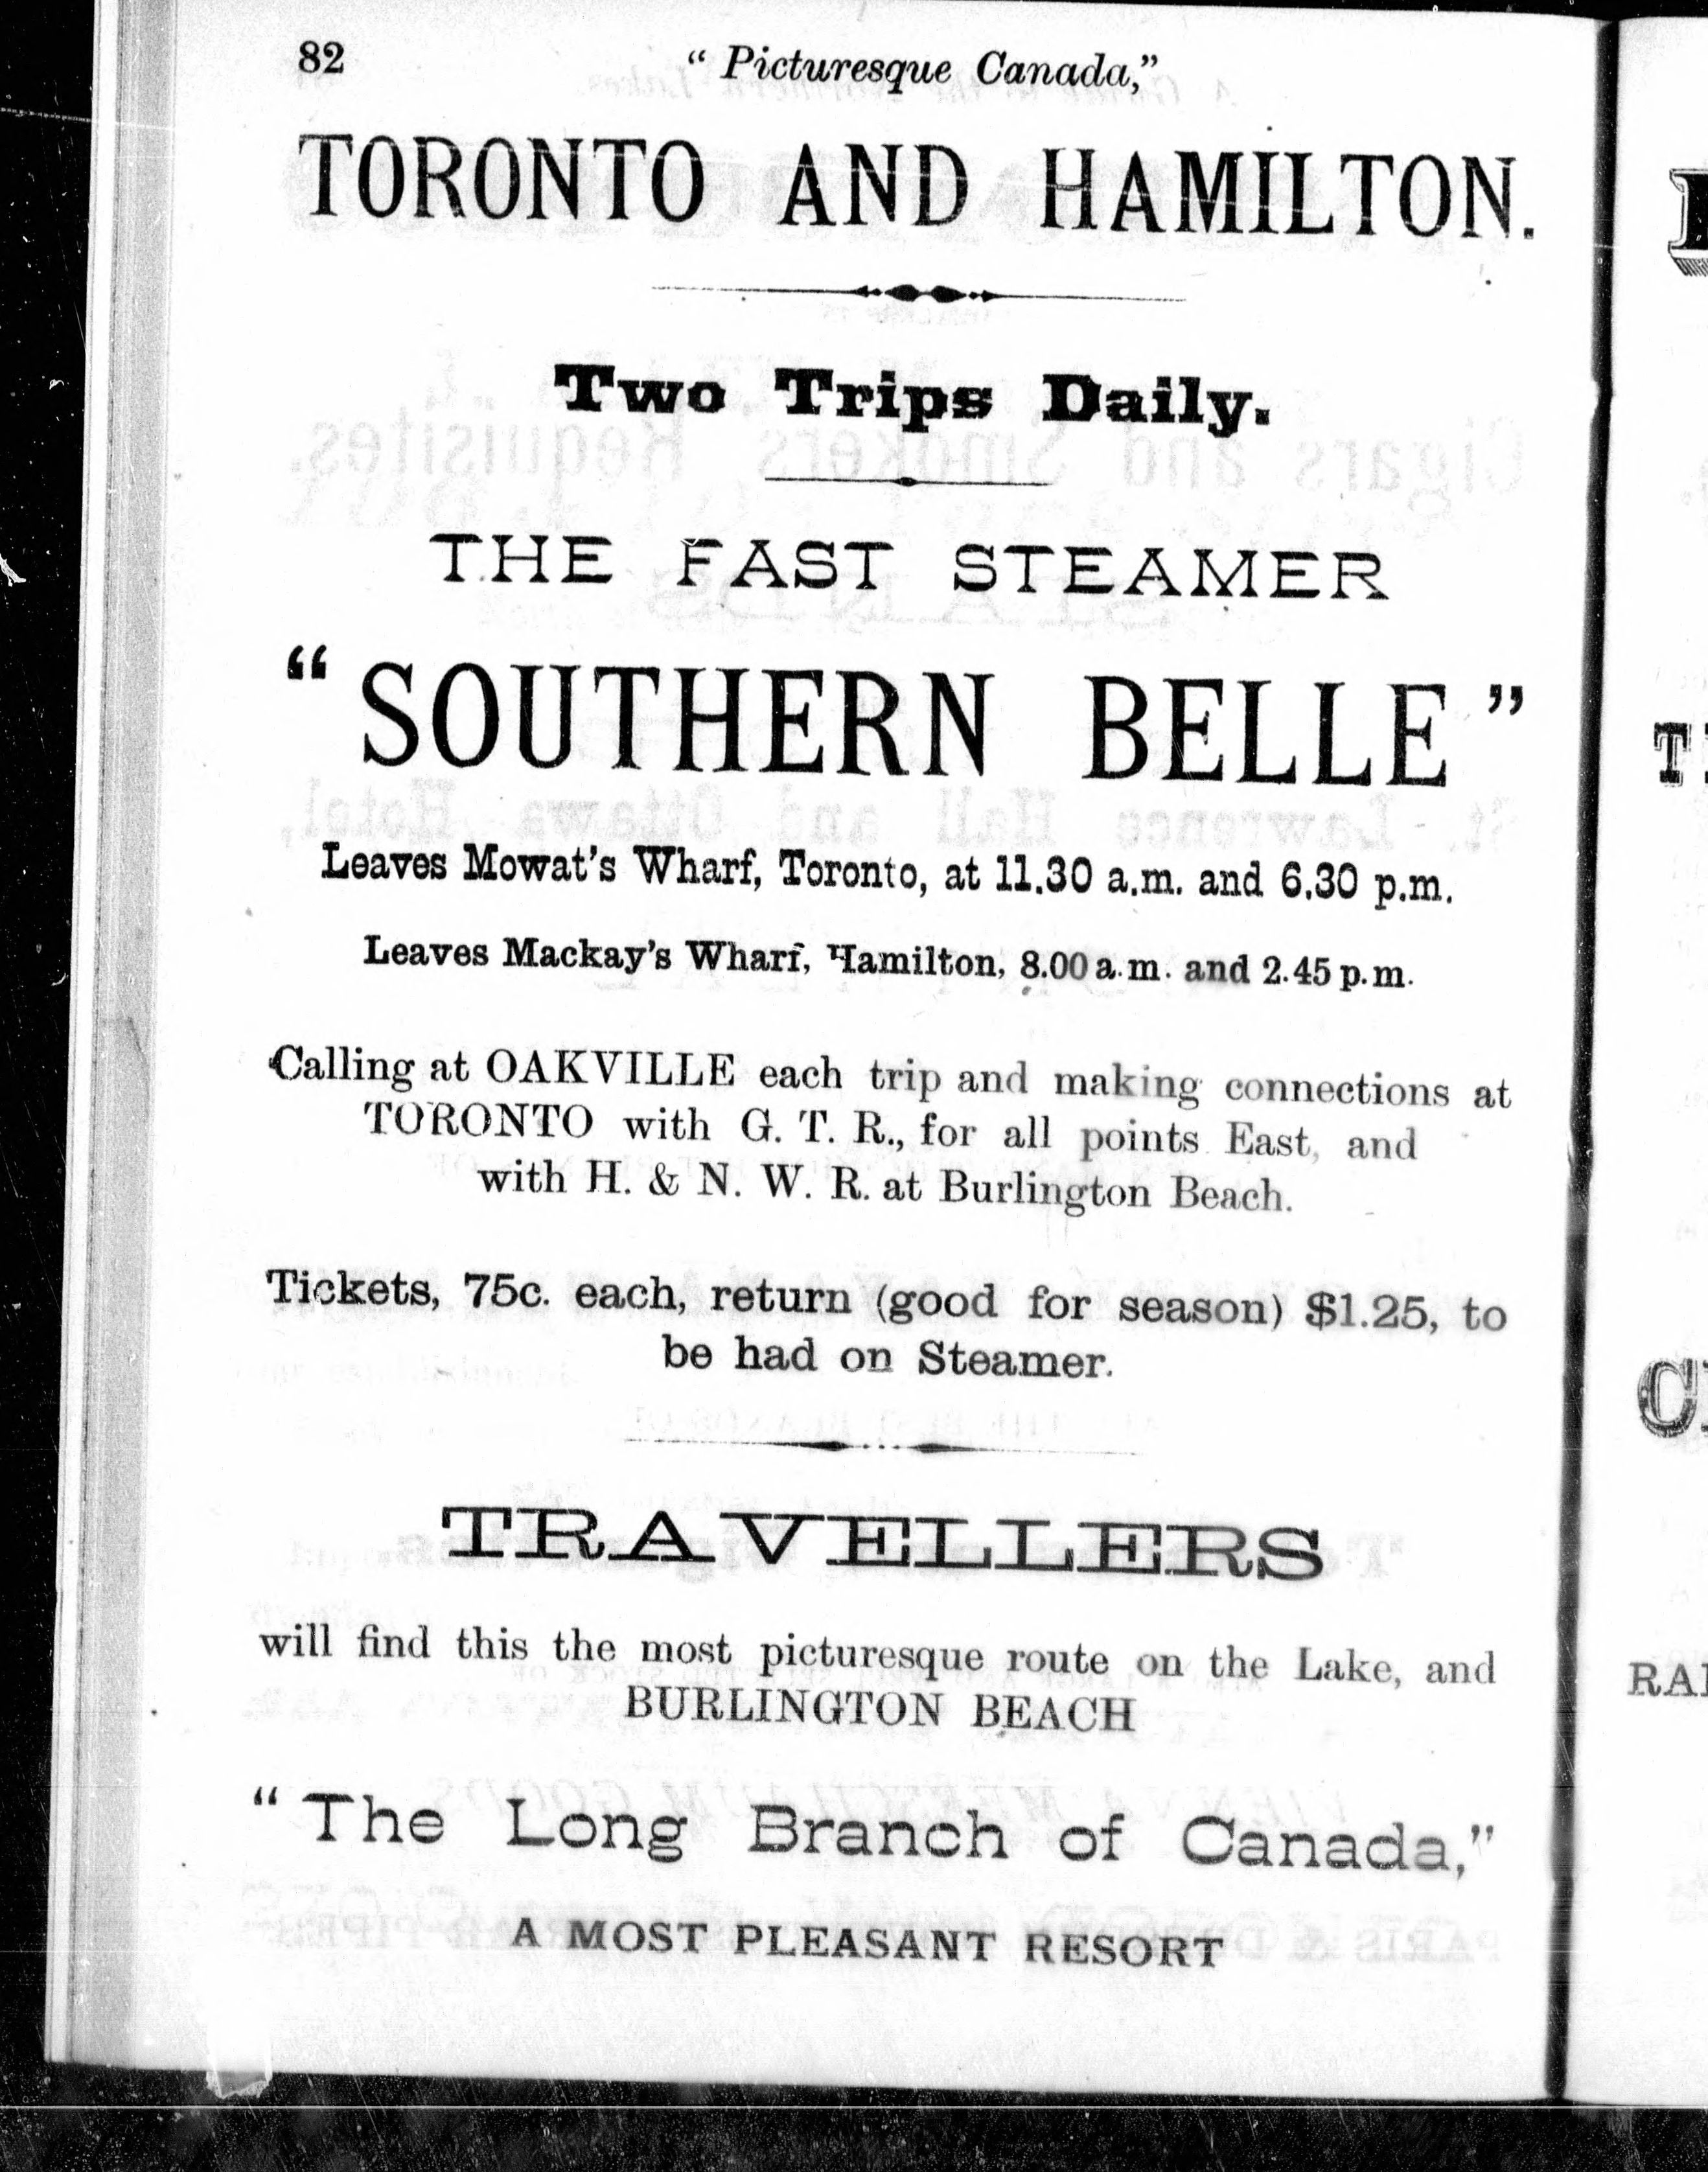 82
“ Picturesque Canada,”
TORONTO AND HAMILTON.
Two Trips Daily.
THE FAST STEAMER
“SOUTHERN BELLE”
Leaves Mowat’s Wharf, Toronto, at 11.30 a.m. and 6.30 p.m.
Leaves Mackay’s Wharf, Hamilton, 8.00 a.m. and 2.45 p.m.
Calling at OAKVILLE each trip and making connections at
TORONTO with G. T. R., for all points East, and
with H. & N. W. R. at Burlington Beach.
Tickets, 75c. each, return (good for season) $1.25, to
be had on Steamer.
TRAVELLERS
will find this the most picturesque route on the Lake, and
BURLINGTON BEACH
“The Long Branch of Canada,”
A MOST PLEASANT RESORT